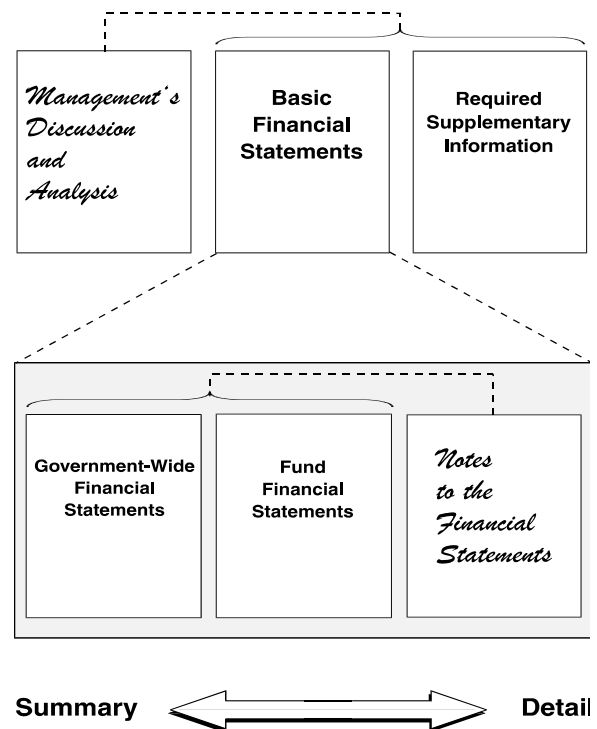 Management's
Discussion
and
Analysis
Basic
Financial
Statements
Required
Supplementary
Information
Government-Wide
Financial
Statements
Fund
Financial
Statements
Notes
to the
Financial
Statements
Summary
Detail